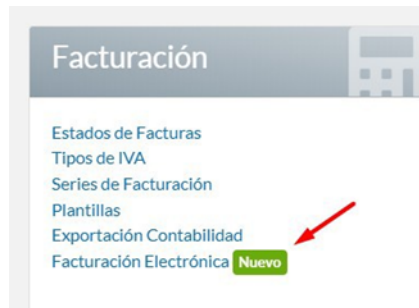 Facturación
Estados de Facturas
Tipos de IVA
Series de Facturación
Plantillas
Exportación Contabilidad
Facturación Electrónica Nuevo